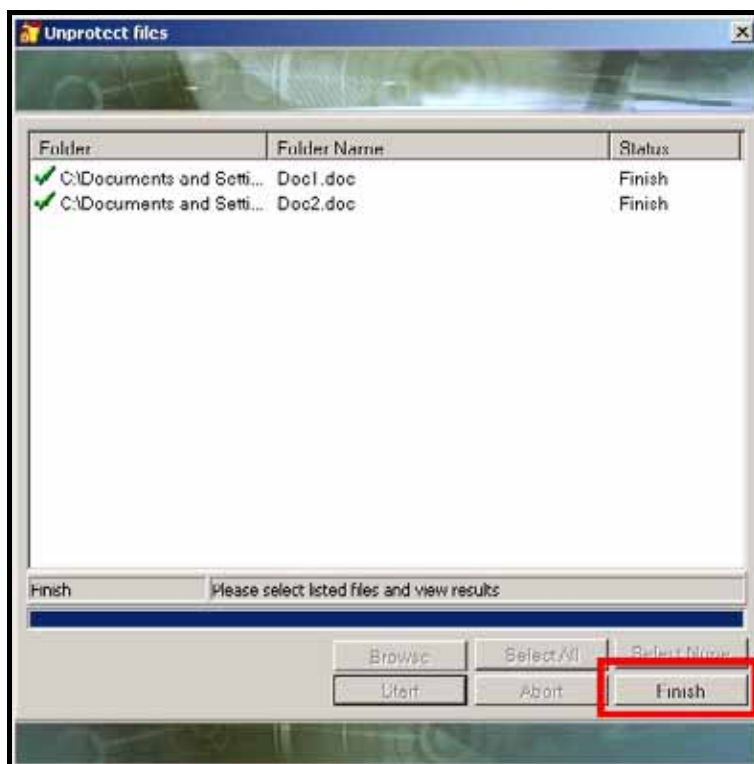 Unprotect files
Folder Folder Name Status
C:\Documents and Setti... Doc1.doc Finish
C:\Documents and Setti... Doc2.doc Finish
Finish Please select listed files and view results
Browse Select All Select None
Start Abort Finish